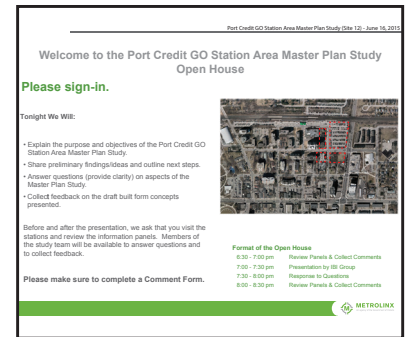 Port Credit GO Station Area Master Plan Study (Site 12) - June 16, 2015
Welcome to the Port Credit GO Station Area Master Plan Study
Open House
Please sign-in.
Tonight We Will:
• Explain the purpose and objectives of the Port Credit GO
Station Area Master Plan Study.
• Share preliminary findings/ideas and outline next steps.
• Answer questions (provide clarity) on aspects of the
Master Plan Study.
• Collect feedback on the draft built form concepts
presented.
Before and after the presentation, we ask that you visit the
stations and review the information panels. Members of
the study team will be available to answer questions and
to collect feedback.
Please make sure to complete a Comment Form.
Format of the Open House
6:30 - 7:00 pm Review Panels & Collect Comments
7:00 - 7:30 pm Presentation by IBI Group
7:30 - 8:00 pm Response to Questions
8:00 - 8:30 pm Review Panels & Collect Comments
METROLINX